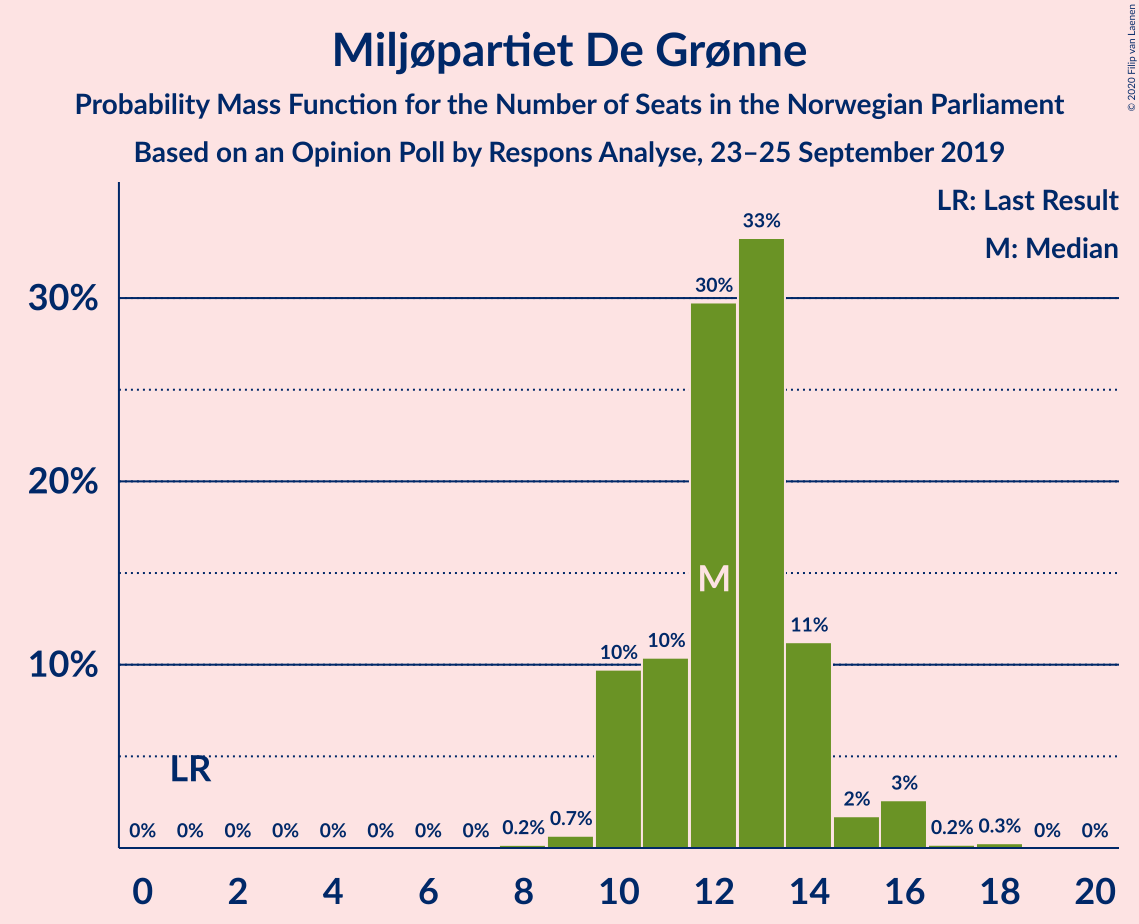 Miljøpartiet De Grønne
Probability Mass Function for the Number of Seats in the Norwegian Parliament
Based on an Opinion Poll by Respons Analyse, 23–25 September 2019
© 2020 Filip van Laenen
LR: Last Result
M: Median
30%
20%
10%
LR
M
0% 0% 0% 0% 0% 0% 0% 0% 0.2% 0.7% 10% 10% 30% 33% 11% 2% 3% 0.2% 0.3% 0% 0%
0 2 4 6 8 10 12 14 16 18 20